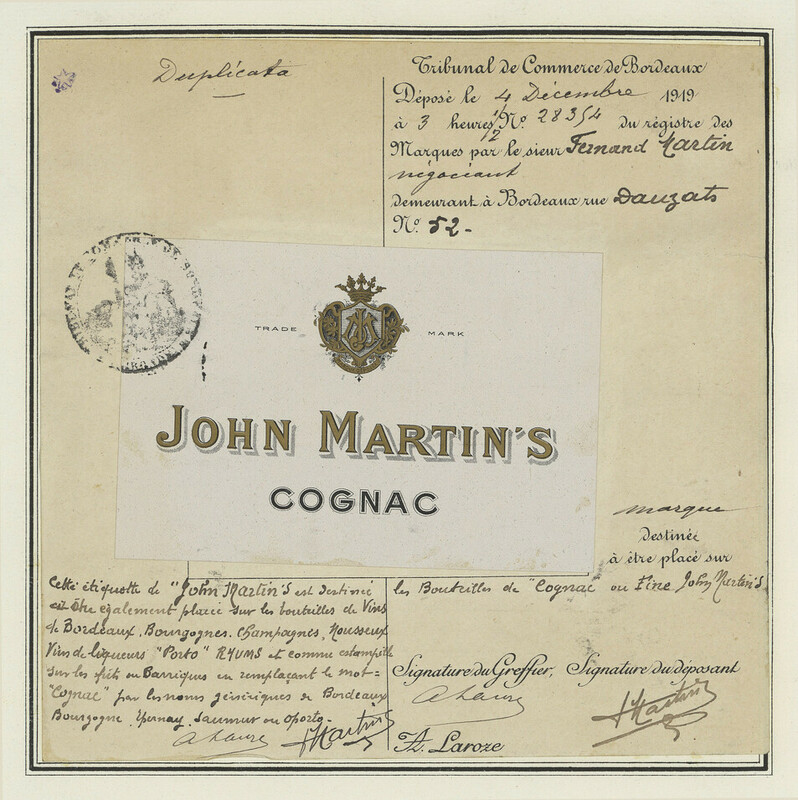 Duplicata
Tribunal de Commerce de Bordeaux
Déposé le 4 Décembre 1919
à 3 heures 1/2 No. 28354 du régistre des
Marques par le sieur Fernand Martin
négociant
demeurant à Bordeaux rue Dauzats
No. 52-
TRADE MARK
JOHN MARTIN'S
COGNAC
marque
Destinée
à être placé sur
les Bouteilles de "Cognac" ou Fine John Martin's
Cette étiquette de "John Martin's est destinée
être également placée sur les bouteilles de Vins
de Bordeaux, Bourgognes, Champagnes, Mousseux
Vins de liqueurs "Porto" RHUMS et comme estampille
sur les fûts ou Barriques en remplaçant le mot-
"Cognac" par les noms génériques de Bordeaux
Bourgogne, Epernay, Saumur ou Oporto-
Signature du Greffier, Signature du déposant
Martin
Martin
A. Laroze